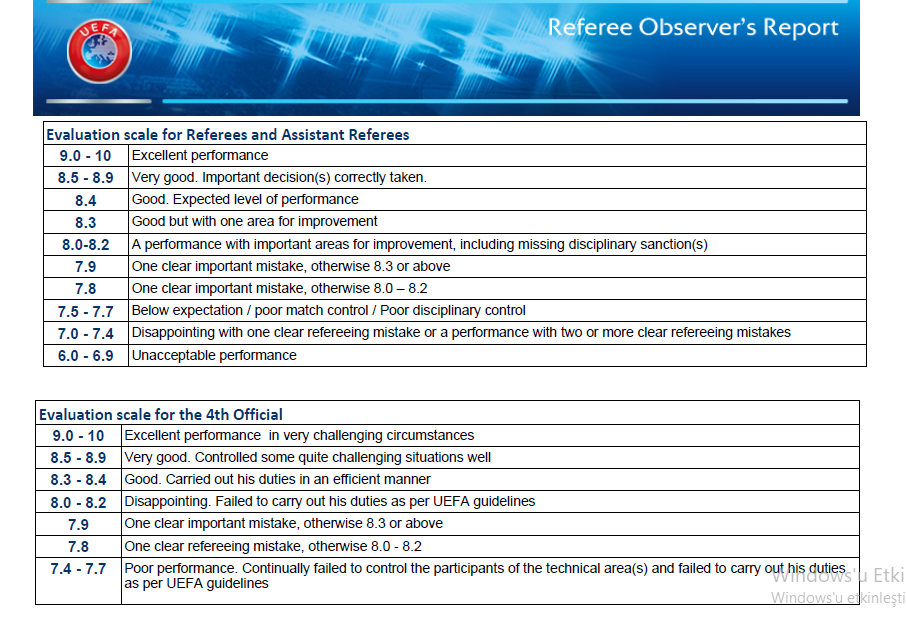 UEFA
Referee Observer's Report
Evaluation scale for Referees and Assistant Referees
9.0 - 10 Excellent performance
8.5 - 8.9 Very good. Important decision(s) correctly taken.
8.4 Good. Expected level of performance
8.3 Good but with one area for improvement
8.0-8.2 A performance with important areas for improvement, including missing disciplinary sanction(s)
7.9 One clear important mistake, otherwise 8.3 or above
7.8 One clear important mistake, otherwise 8.0 – 8.2
7.5 - 7.7 Below expectation / poor match control / Poor disciplinary control
7.0 - 7.4 Disappointing with one clear refereeing mistake or a performance with two or more clear refereeing mistakes
6.0 - 6.9 Unacceptable performance
Evaluation scale for the 4th Official
9.0 - 10 Excellent performance  in very challenging circumstances
8.5 - 8.9 Very good. Controlled some quite challenging situations well
8.3 - 8.4 Good. Carried out his duties in an efficient manner
8.0 - 8.2 Disappointing. Failed to carry out his duties as per UEFA guidelines
7.9 One clear important mistake, otherwise 8.3 or above
7.8 One clear refereeing mistake, otherwise 8.0 - 8.2
7.4 - 7.7 Poor performance. Continually failed to control the participants of the technical area(s) and failed to carry out his duties
as per UEFA guidelines
Windows'u Etki
Windows'u etkinleşti